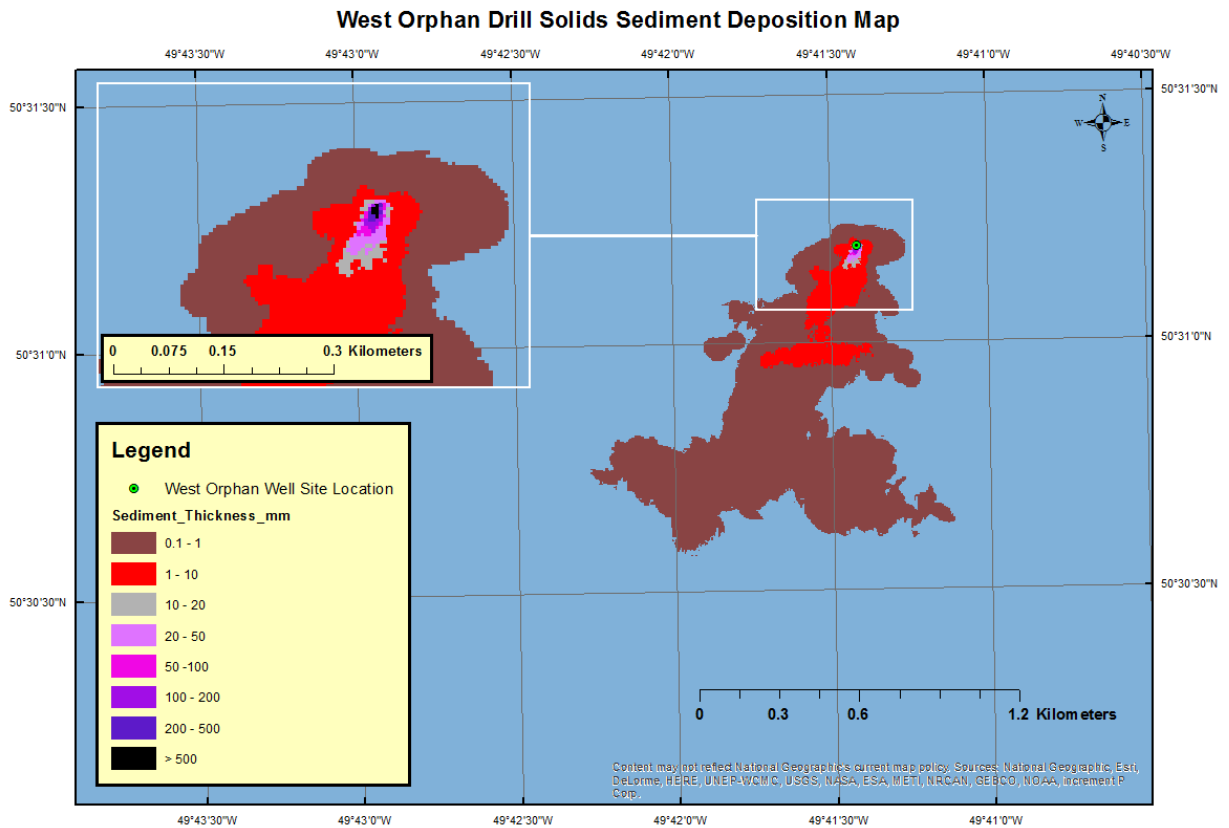 West Orphan Drill Solids Sediment Deposition Map
49°43'30"W 49°43'0"W 49°42'30"W 49°42'0"W 49°41'30"W 49°41'0"W 49°40'30"W
50°31'30"N 50°31'30"N
N
W E
S
50°31'0"N 50°31'0"N
0 0.075 0.15 0.3 Kilometers
Legend
West Orphan Well Site Location
Sediment_Thickness_mm
0.1 - 1
1 - 10
10 - 20
20 - 50
50 -100
100 - 200
200 - 500
> 500
50°30'30"N 50°30'30"N
0 0.3 0.6 1.2 Kilometers
Content may not reflect National Geographic's current map policy. Sources: National Geographic, Esri,
DeLorme, HERE, UNEP-WCMC, USGS, NASA, ESA, METI, NRCAN, GEBCO, NOAA, increment P
Corp.
49°43'30"W 49°43'0"W 49°42'30"W 49°42'0"W 49°41'30"W 49°41'0"W